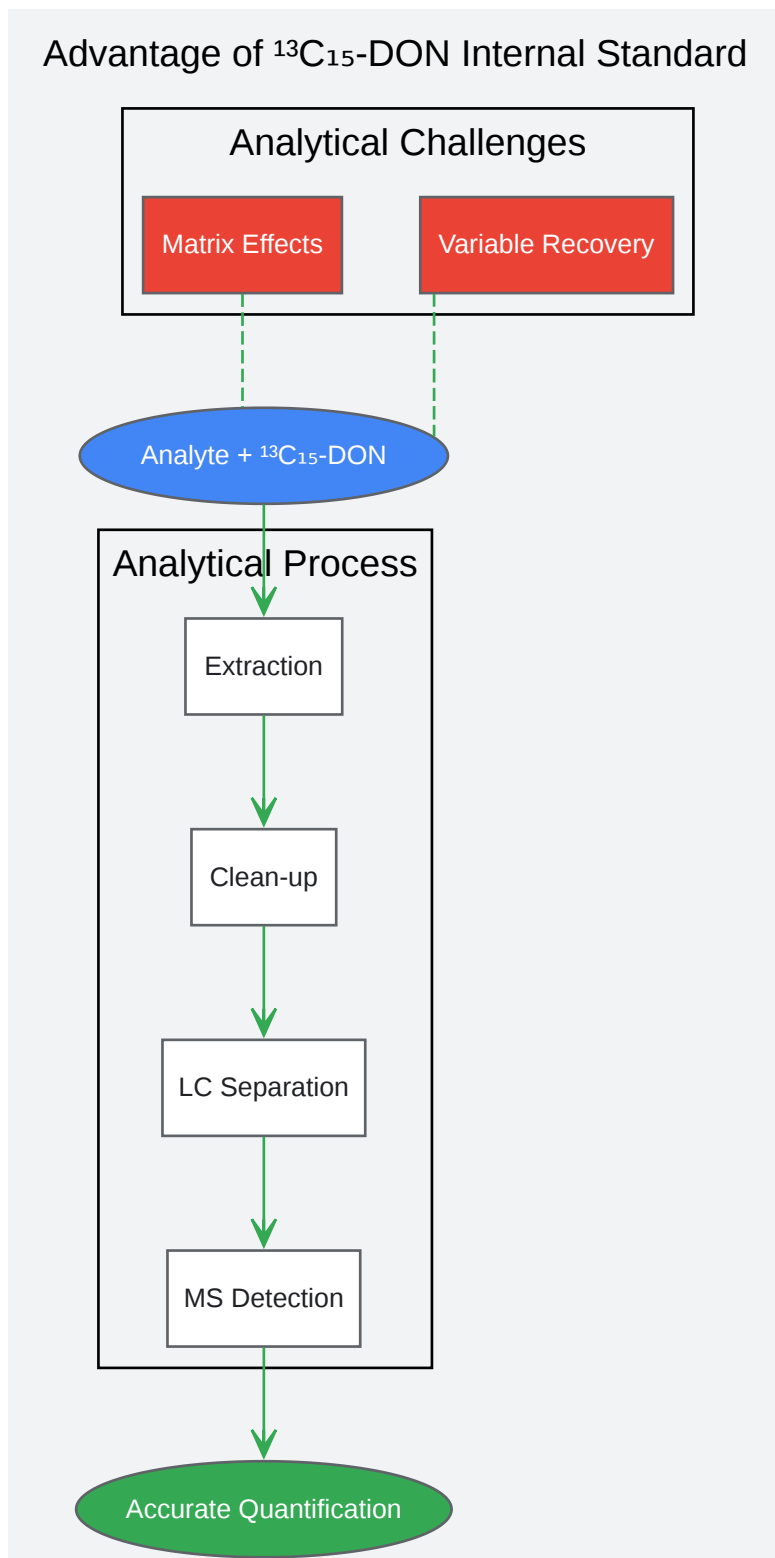 Advantage of ¹³C₁₅-DON Internal Standard
Analytical Challenges
Matrix Effects
Variable Recovery
Analyte + ¹³C₁₅-DON
Analytical Process
Extraction
Clean-up
LC Separation
MS Detection
Accurate Quantification